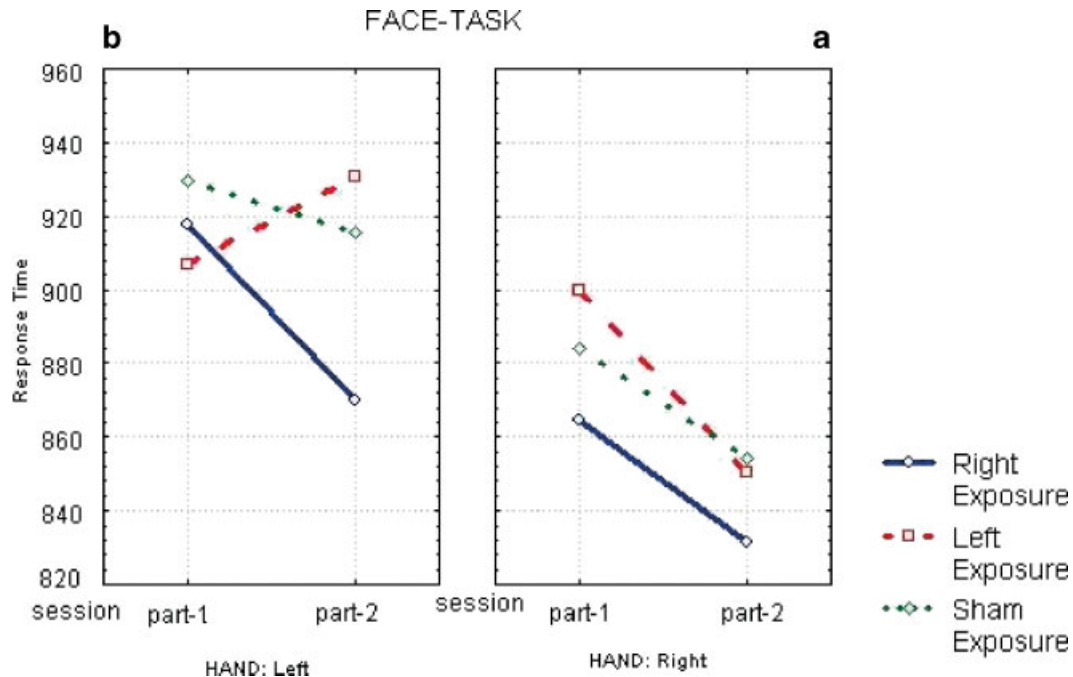 FACE-TASK
b
a
960
940
920
900
880
860
840
820
Response Time
session
part-1
part-2
session
part-1
part-2
HAND: Left
HAND: Right
Right
Exposure
Left
Exposure
Sham
Exposure